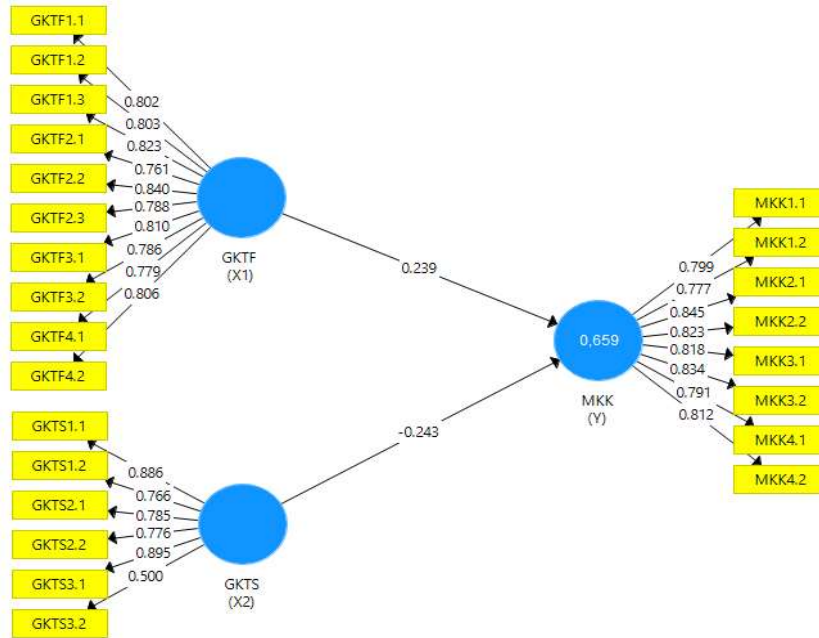 GKTF1.1
GKTF1.2
GKTF1.3
GKTF2.1
GKTF2.2
GKTF2.3
GKTF3.1
GKTF3.2
GKTF4.1
GKTF4.2
0.802
0.803
0.823
0.761
0.840
0.788
0.810
0.786
0.779
0.806
GKTF
(X1)
0.239
GKTS1.1
GKTS1.2
GKTS2.1
GKTS2.2
GKTS3.1
GKTS3.2
0.886
0.766
0.785
0.776
0.895
0.500
GKTS
(X2)
-0.243
0,659
MKK
(Y)
0.799
0.777
0.845
0.823
0.818
0.834
0.791
0.812
MKK1.1
MKK1.2
MKK2.1
MKK2.2
MKK3.1
MKK3.2
MKK4.1
MKK4.2